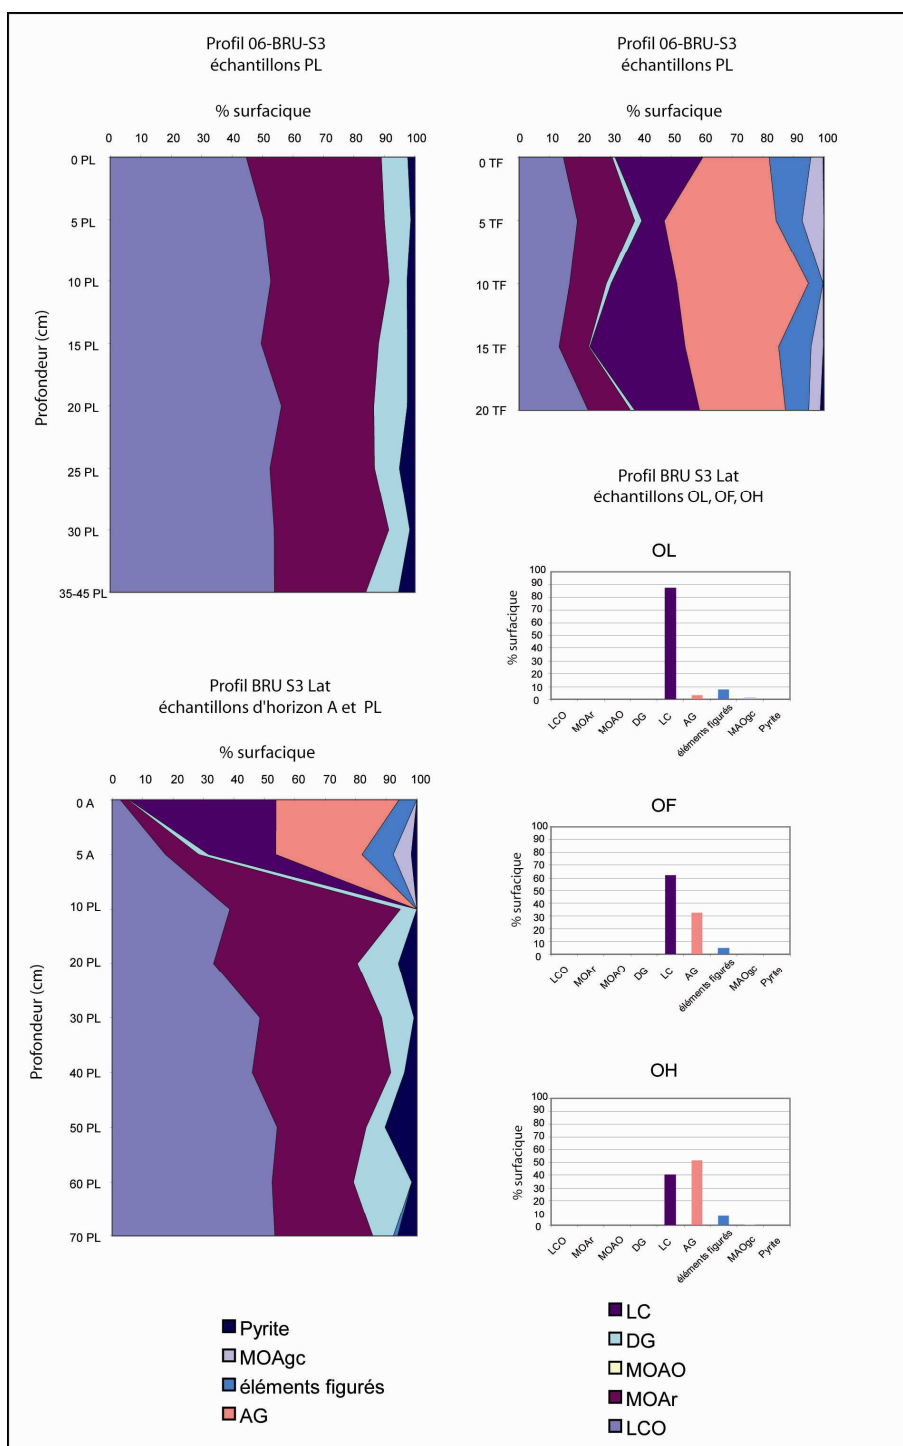 Profil 06-BRU-S3
échantillons PL
% surfacique
0 10 20 30 40 50 60 70 80 90 100
Profondeur (cm)
0 PL
5 PL
10 PL
15 PL
20 PL
25 PL
30 PL
35-45 PL
Profil 06-BRU-S3
échantillons PL
% surfacique
0 10 20 30 40 50 60 70 80 90 100
0 TF
5 TF
10 TF
15 TF
20 TF
Profil BRU S3 Lat
échantillons d'horizon A et PL
% surfacique
0 10 20 30 40 50 60 70 80 90 100
Profondeur (cm)
0 A
5 A
10 PL
20 PL
30 PL
40 PL
50 PL
60 PL
70 PL
Profil BRU S3 Lat
échantillons OL, OF, OH
OL
% surfacique
100
90
80
70
60
50
40
30
20
10
0
LCO MOAr MOAO DG LC AG éléments figurés MAOgc Pyrite
OF
% surfacique
100
90
80
70
60
50
40
30
20
10
0
LCO MOAr MOAO DG LC AG éléments figurés MAOgc Pyrite
OH
% surfacique
100
90
80
70
60
50
40
30
20
10
0
LCO MOAr MOAO DG LC AG éléments figurés MAOgc Pyrite
Pyrite
MOAgc
éléments figurés
AG
LC
DG
MOAO
MOAr
LCO